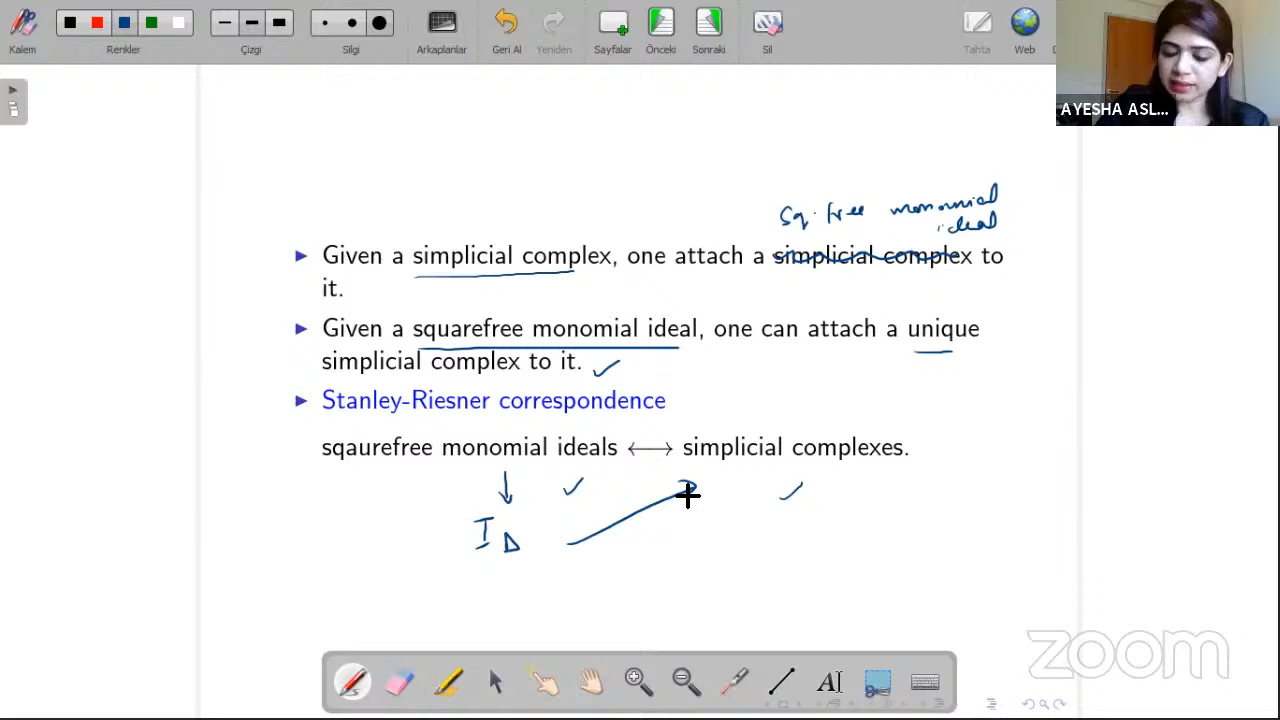 Kalem
Renkler
Çizgi
Silgi
Arkaplanlar
Geri Al
Yeniden
Sayfalar
Önceki
Sonraki
Sil
Tahta
Web
AYESHA ASL...
Sq. free monomial
ideal
Given a simplicial complex, one attach a simplicial complex to
it.
Given a squarefree monomial ideal, one can attach a unique
simplicial complex to it.
Stanley-Riesner correspondence
sqaurefree monomial ideals ⟷ simplicial complexes.
I Δ
zoom